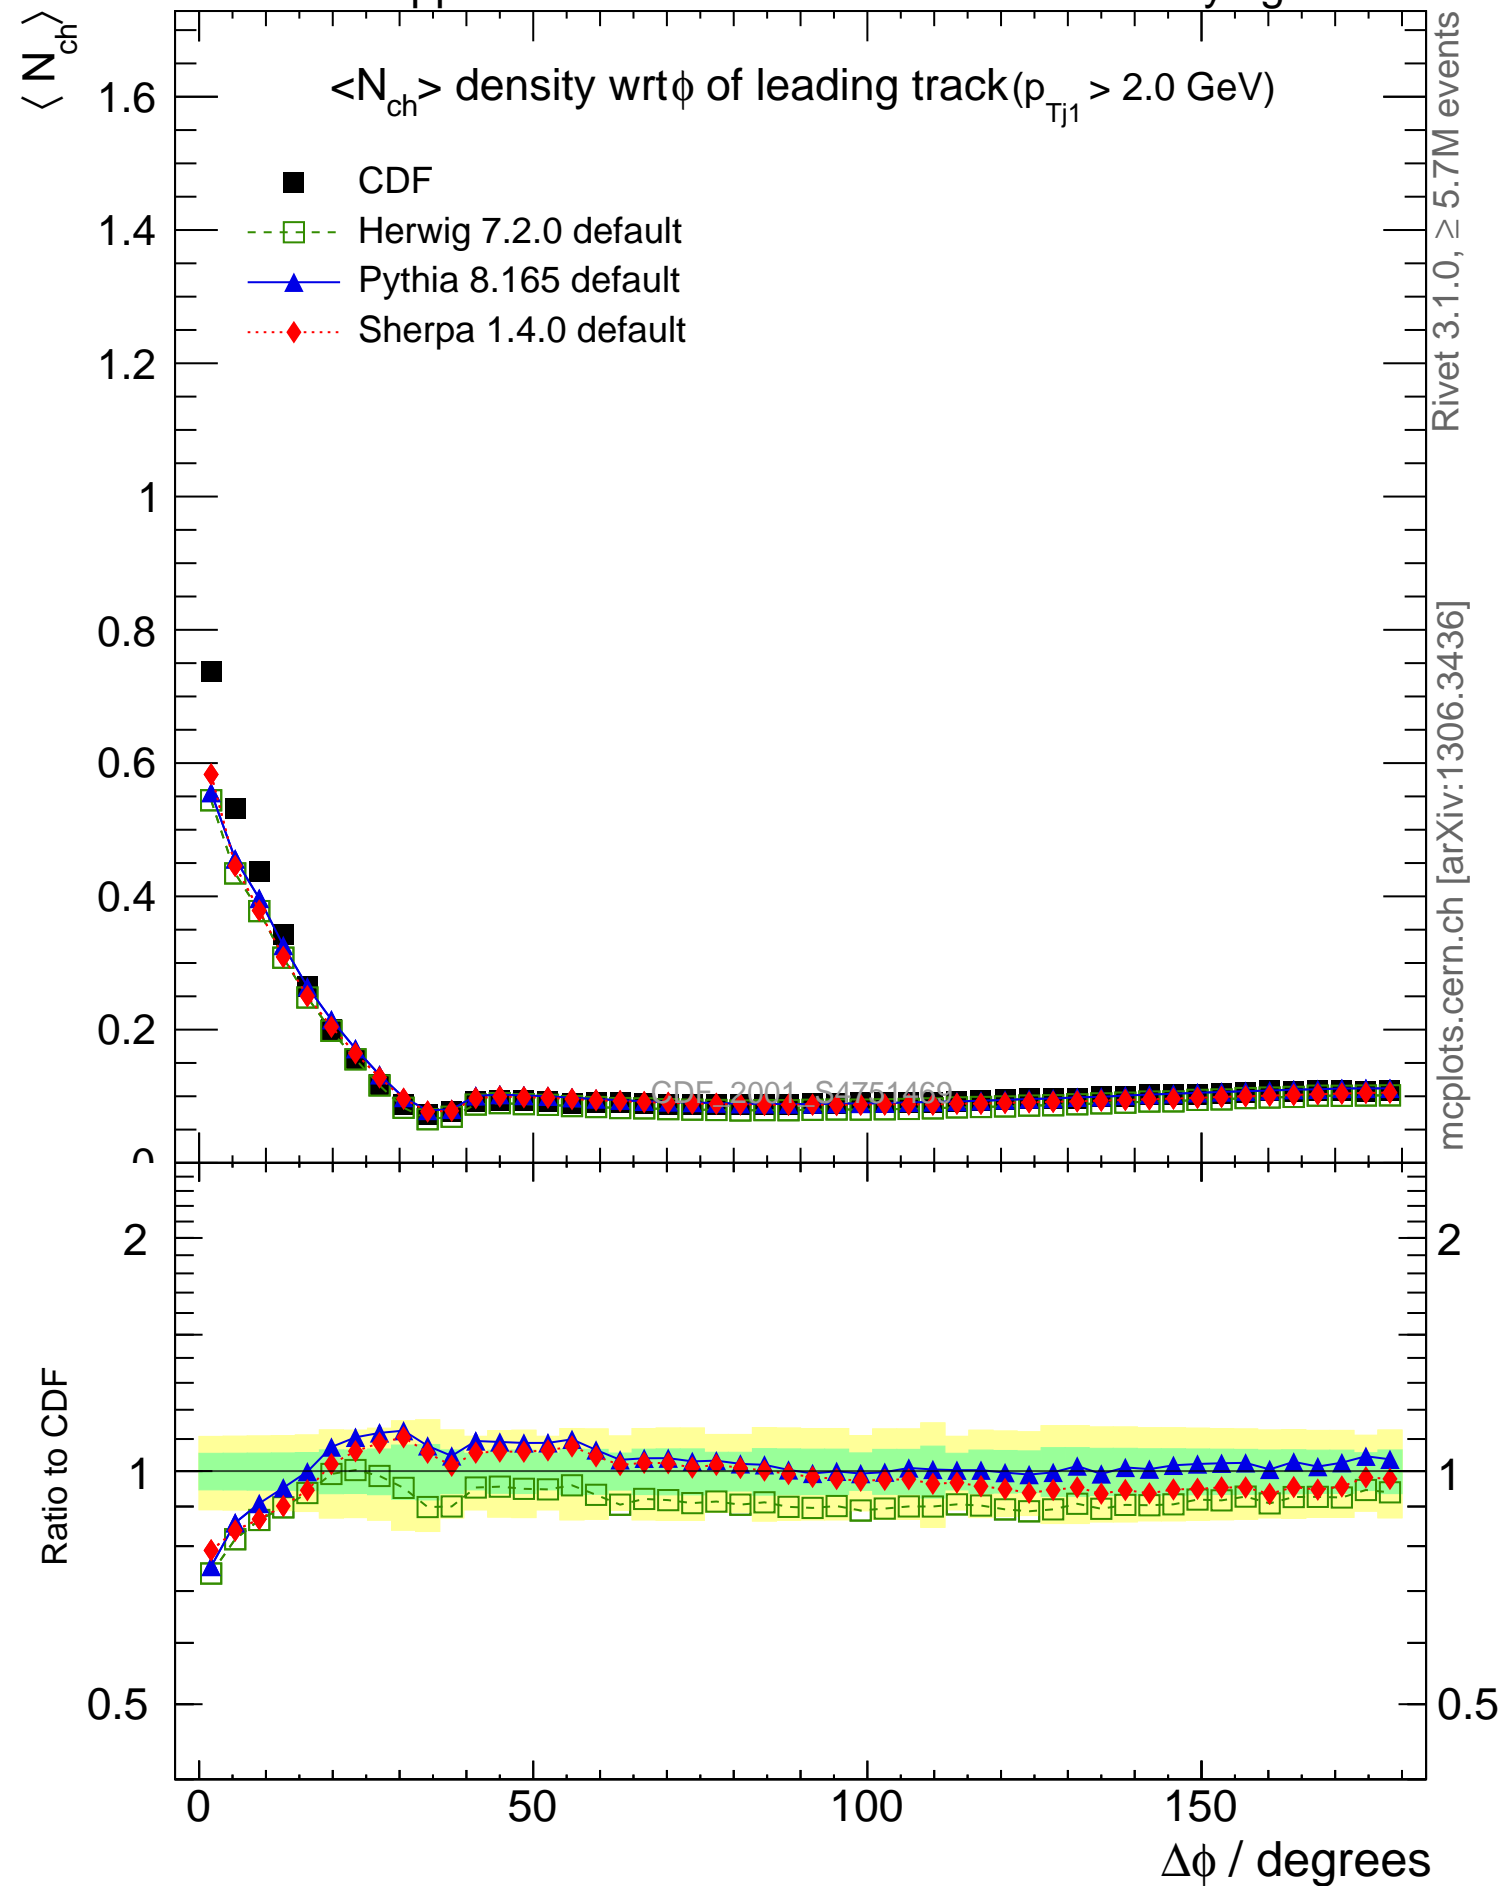 ⟨ N_ch ⟩
<N_ch> density wrt ϕ of leading track (p_Tj1 > 2.0 GeV)
CDF
Herwig 7.2.0 default
Pythia 8.165 default
Sherpa 1.4.0 default
1.6
1.4
1.2
1
0.8
0.6
0.4
0.2
0
CDF_2001_S4751469
Rivet 3.1.0, ≥ 5.7M events
mcplots.cern.ch [arXiv:1306.3436]
Ratio to CDF
2
1
0.5
2
1
0.5
0 50 100 150
Δϕ / degrees